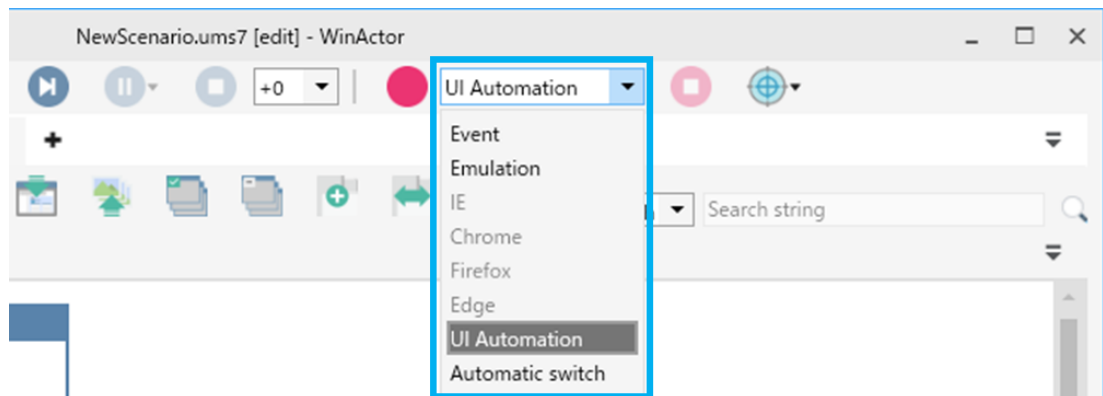 NewScenario.ums7 [edit] - WinActor
+0
UI Automation
Event
Emulation
IE
Search string
Chrome
Firefox
Edge
UI Automation
Automatic switch